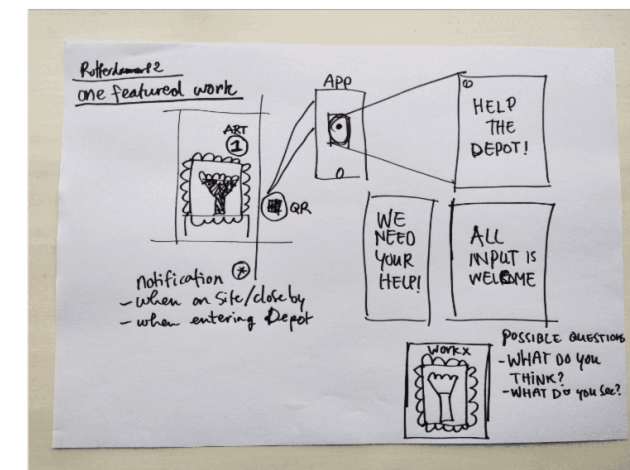 one featured work
ART
1
QR
notification *
- when on site/close by
- when entering Depot
APP
HELP
THE
DEPOT!
WE
NEED
YOUR
HELP!
ALL
INPUT IS
WELCOME
WORK X
POSSIBLE QUESTIONS
- WHAT DO YOU
THINK?
- WHAT DO YOU SEE?